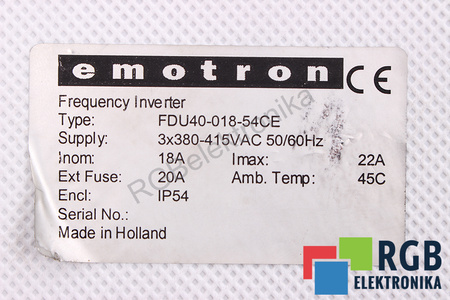 emotron CE
Frequency Inverter
Type: FDU40-018-54CE
Supply: 3x380-415VAC 50/60Hz
Inom: 18A Imax: 22A
Ext Fuse: 20A Amb. Temp: 45C
Encl: IP54
Serial No.:
Made in Holland
RGBelektronika
RGB
ELEKTRONIKA